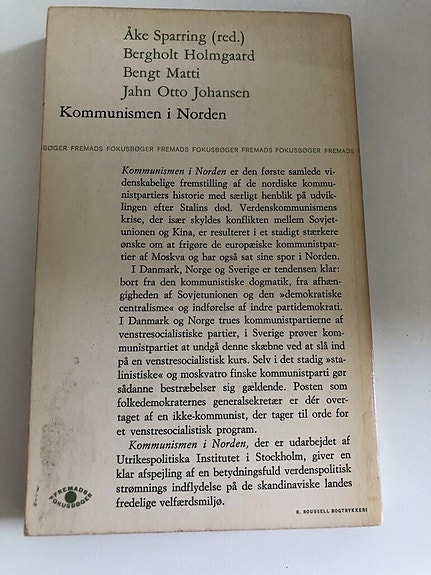 Åke Sparring (red.)
Bergholt Holmgaard
Bengt Matti
Jahn Otto Johansen
Kommunismen i Norden
BØGER FREMADS FOKUSBØGER FREMADS FOKUSBØGER FREMADS FOKUSBØGER FREMADS
Kommunismen i Norden er den første samlede vi-
denskabelige fremstilling af de nordiske kommu-
nistpartiers historie med særligt henblik på udvik-
lingen efter Stalins død. Verdenskommunismens
krise, der især skyldes konflikten mellem Sovjet-
unionen og Kina, er resulteret i et stadigt stærkere
ønske om at frigøre de europæiske kommunistpar-
tier af Moskva og har også sat sine spor i Norden.
I Danmark, Norge og Sverige er tendensen klar:
bort fra den kommunistiske dogmatik, fra afhæn-
gigheden af Sovjetunionen og den »demokratiske
centralisme« og indførelse af indre partidemokrati.
I Danmark og Norge trues kommunistpartierne af
venstresocialistiske partier, i Sverige prøver kom-
munistpartiet at undgå denne skæbne ved at slå ind
på en venstresocialistisk kurs. Selv i det stadig »sta-
linistiske« og moskvatro finske kommunistparti gør
sådanne bestræbelser sig gældende. Posten som
folkedemokraternes generalsekretær er dér over-
taget af en ikke-kommunist, der tager til orde for
et venstresocialistisk program.
Kommunismen i Norden, der er udarbejdet af
Utrikespolitiska Institutet i Stockholm, giver en
klar afspejling af en betydningsfuld verdenspolitisk
strømnings indflydelse på de skandinaviske landes
fredelige velfærdsmiljø.
FREMADS
FOKUSBØGER
R. ROUSSELL BOGTRYKKERI